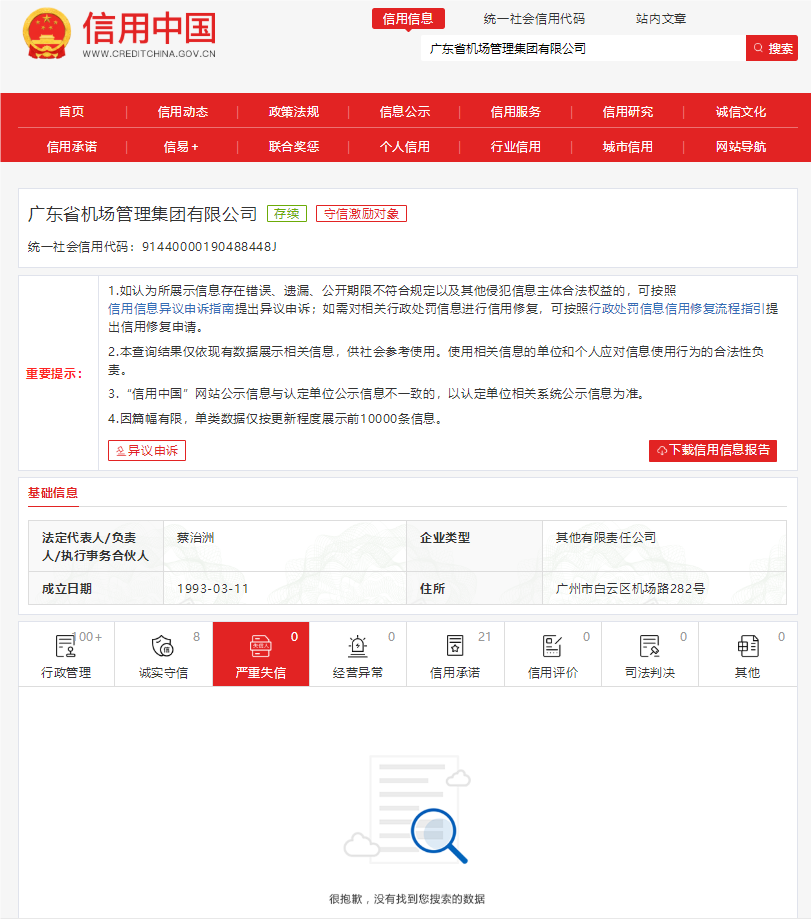 信用中国
WWW.CREDITCHINA.GOV.CN
信用信息 统一社会信用代码 站内文章
广东省机场管理集团有限公司 搜索
首页 信用动态 政策法规 信息公示 信用服务 信用研究 诚信文化
信用承诺 信易+ 联合奖惩 个人信用 行业信用 城市信用 网站导航
广东省机场管理集团有限公司 存续 守信激励对象
统一社会信用代码：91440000190488448J
重要提示：
1.如认为所展示信息存在错误、遗漏、公开期限不符合规定以及其他侵犯信息主体合法权益的，可按照
信用信息异议申诉指南提出异议申诉；如需对相关行政处罚信息进行信用修复，可按照行政处罚信息信用修复流程指引提
出信用修复申请。
2.本查询结果仅依现有数据展示相关信息，供社会参考使用。使用相关信息的单位和个人应对信息使用行为的合法性负
责。
3.“信用中国”网站公示信息与认定单位公示信息不一致的，以认定单位相关系统公示信息为准。
4.因篇幅有限，单类数据仅按更新程度展示前10000条信息。
异议申诉 下载信用信息报告
基础信息
法定代表人/负责
人/执行事务合伙人 蔡治洲 企业类型 其他有限责任公司
成立日期 1993-03-11 住所 广州市白云区机场路282号
100+ 8 0 0 21 0 0 0
行政管理 诚实守信 严重失信 经营异常 信用承诺 信用评价 司法判决 其他
很抱歉，没有找到您搜索的数据